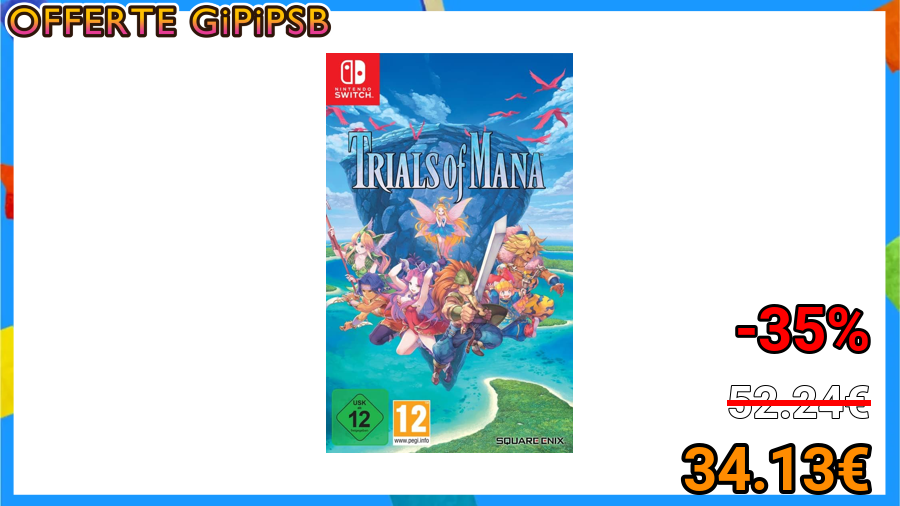 OFFERTE GiPiPSB
NINTENDO
SWITCH
TRIALS of MANA
USK
ab
12
12
www.pegi.info
SQUARE ENIX
-35%
52.24€
34.13€